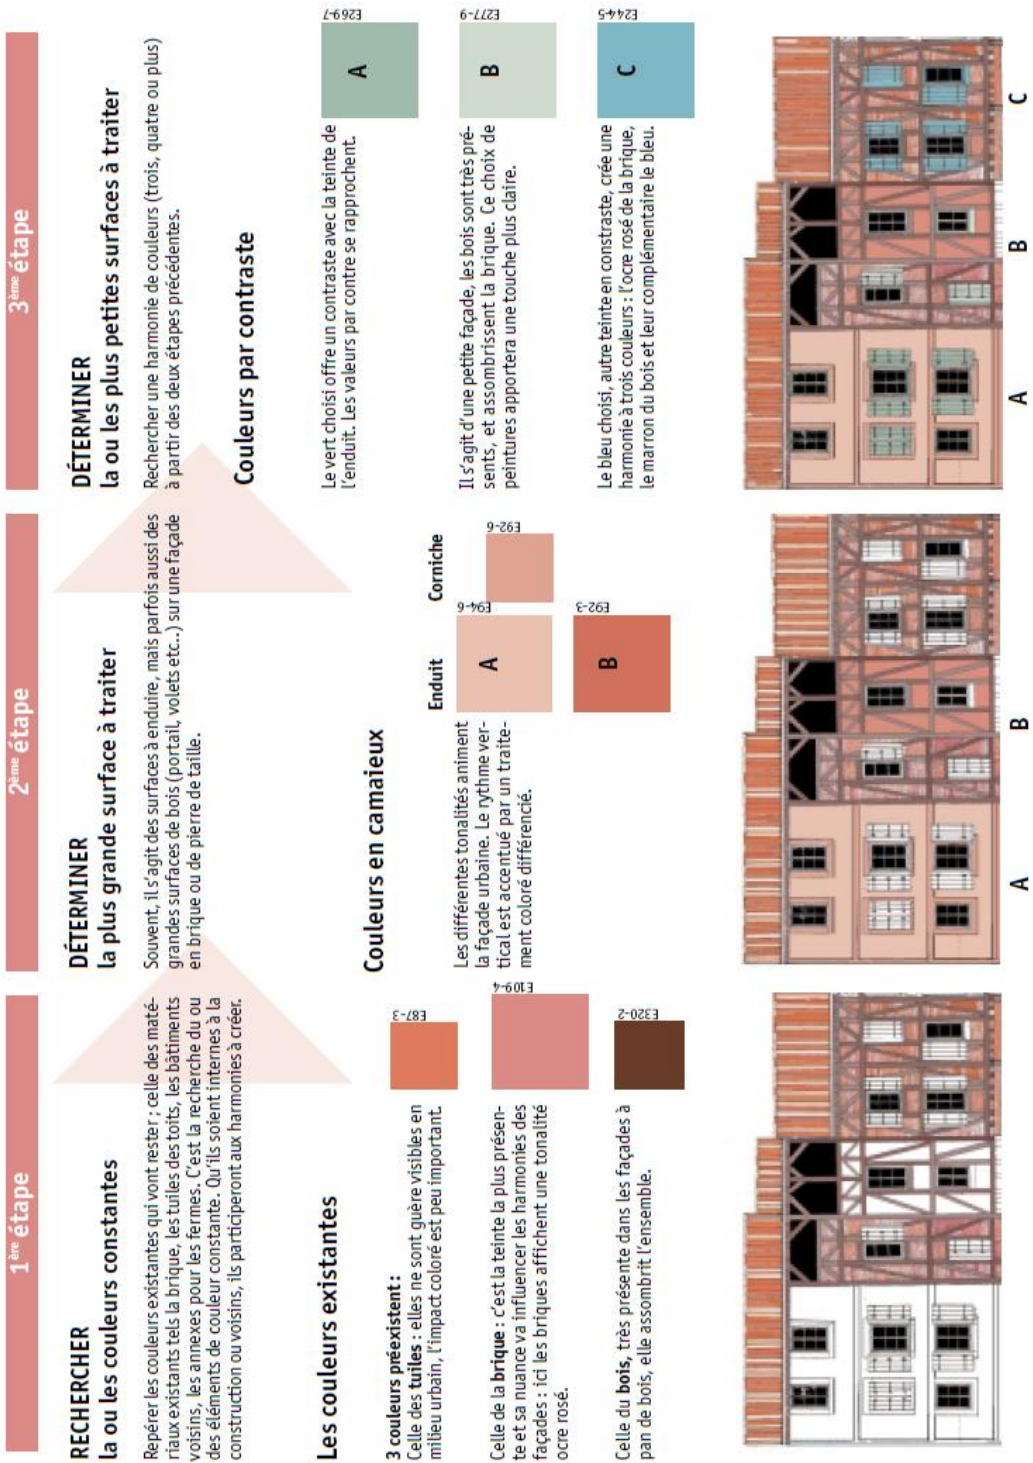 1ère étape
RECHERCHER
la ou les couleurs constantes
Repérer les couleurs existantes qui vont rester ; celle des maté-
riaux existants tels la brique, les tuiles des toits, les bâtiments
voisins, les annexes pour les fermes. C'est la recherche du ou
des éléments de couleur constante. Qu'ils soient internes à la
construction ou voisins, ils participeront aux harmonies à créer.
Les couleurs existantes
3 couleurs préexistent :
Celle des tuiles : elles ne sont guère visibles en
milieu urbain, l'impact coloré est peu important.
E87-3
Celle de la brique : c'est la teinte la plus présen-
te et sa nuance va influencer les harmonies des
façades : ici les briques affichent une tonalité
ocre rosé.
E109-4
Celle du bois, très présente dans les façades à
pan de bois, elle assombrit l'ensemble.
E320-2
2ème étape
DÉTERMINER
la plus grande surface à traiter
Souvent, il s'agit des surfaces à enduire, mais parfois aussi des
grandes surfaces de bois (portail, volets etc..) sur une façade
en brique ou de pierre de taille.
Couleurs en camaieux
Les différentes tonalités animent
la façade urbaine. Le rythme ver-
tical est accentué par un traite-
ment coloré différencié.
Enduit
Corniche
A
E94-6
E92-6
B
E92-3
A
B
3ème étape
DÉTERMINER
la ou les plus petites surfaces à traiter
Rechercher une harmonie de couleurs (trois, quatre ou plus)
à partir des deux étapes précédentes.
Couleurs par contraste
Le vert choisi offre un contraste avec la teinte de
l'enduit. Les valeurs par contre se rapprochent.
A
E269-7
Il s'agit d'une petite façade, les bois sont très pré-
sents, et assombrissent la brique. Ce choix de
peintures apportera une touche plus claire.
B
E277-9
Le bleu choisi, autre teinte en constraste, crée une
harmonie à trois couleurs : l'ocre rosé de la brique,
le marron du bois et leur complémentaire le bleu.
C
E244-5
A
B
C